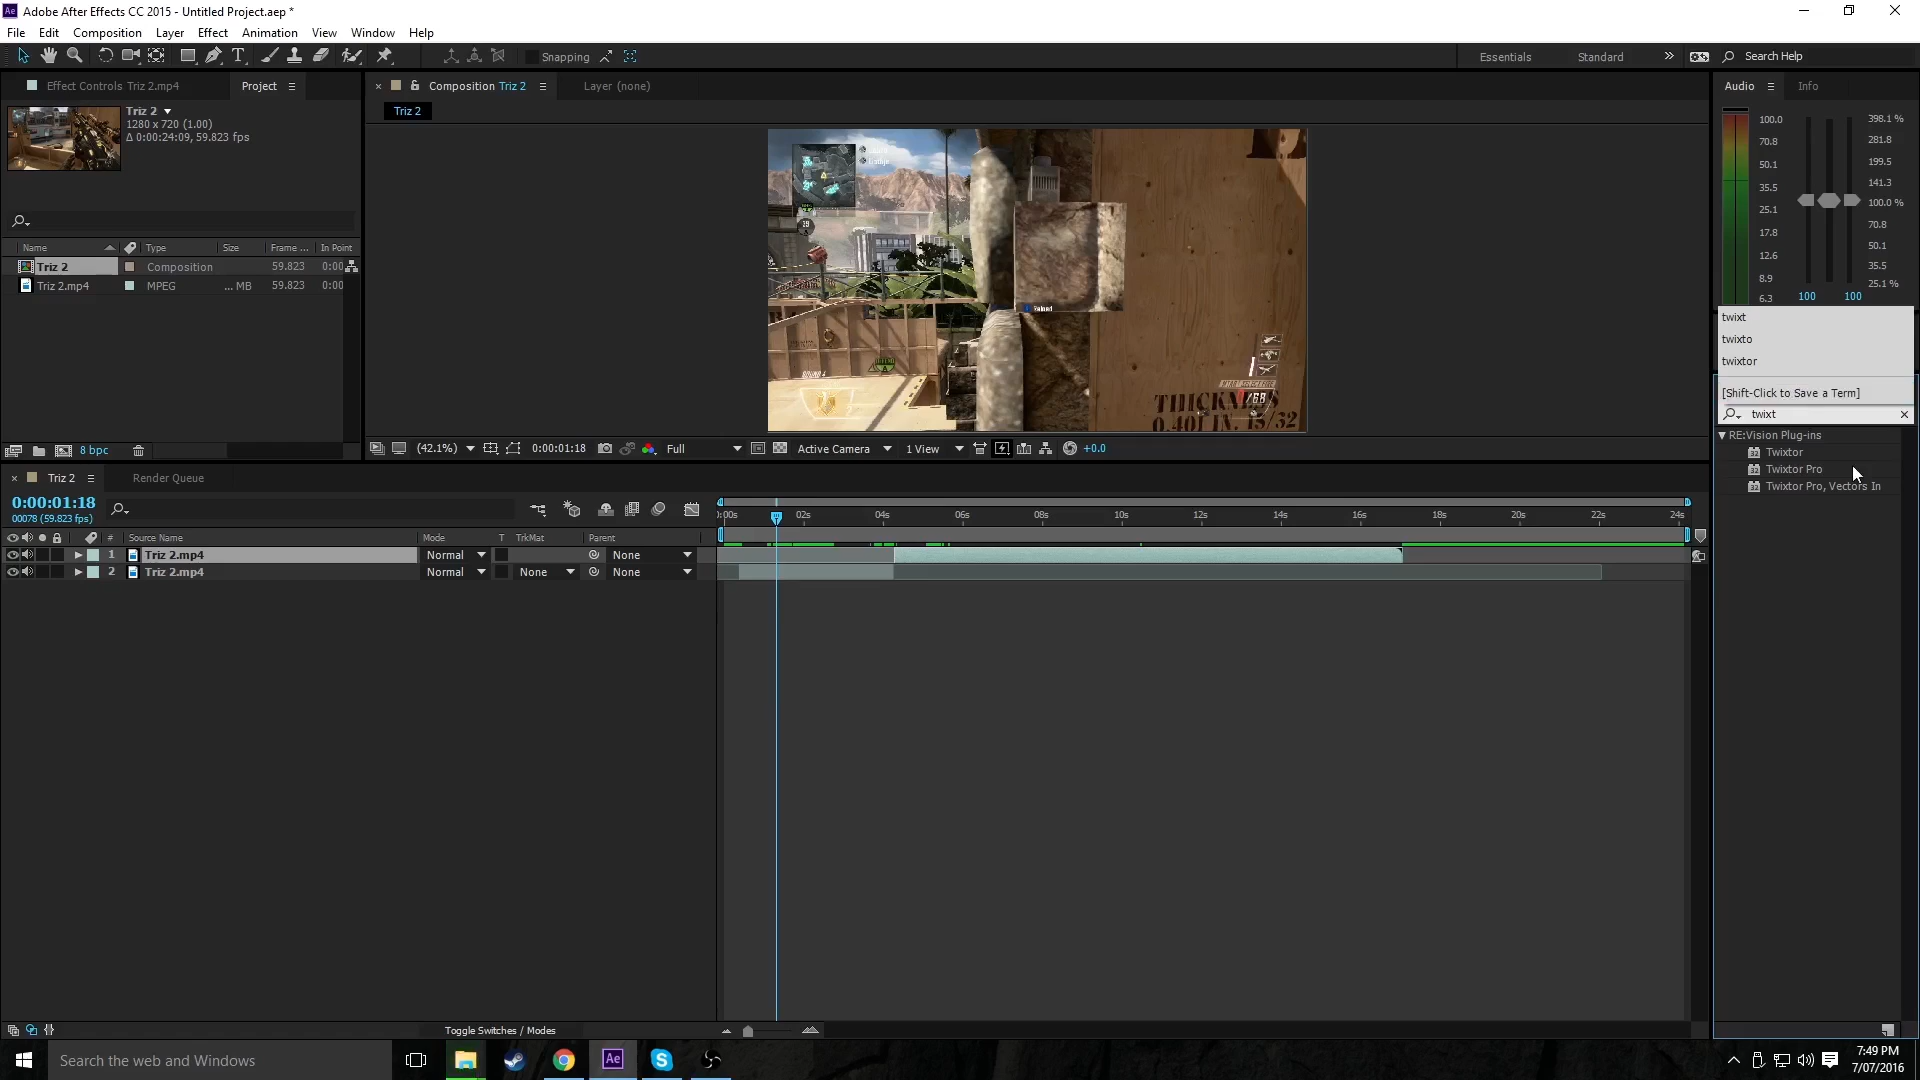 Adobe After Effects CC 2015 - Untitled Project.aep *
File Edit Composition Layer Effect Animation View Window Help
Snapping
Essentials Standard
Search Help
Effect Controls Triz 2.mp4
Project
Composition Triz 2
Layer (none)
Audio
Info
Triz 2
Triz 2
1280 x 720 (1.00)
Δ 0:00:24:09, 59.823 fps
Name Type Size Frame ... In Point
Triz 2 Composition 59.823 0:00
Triz 2.mp4 MPEG ... MB 59.823 0:00
8 bpc
ROUND 4
/68
THICKNESS
0.401 IN. 15/32
(42.1%) 0:00:01:18 Full Active Camera 1 View +0.0
100.0
70.8
50.1
35.5
25.1
17.8
12.6
8.9
6.3
398.1 %
281.8
199.5
141.3
100.0 %
70.8
50.1
35.5
25.1 %
100 100
twixt
twixto
twixtor
[Shift-Click to Save a Term]
twixt
RE:Vision Plug-ins
Twixtor
Twixtor Pro
Twixtor Pro, Vectors In
Triz 2
Render Queue
0:00:01:18
00078 (59.823 fps)
# Source Name Mode T TrkMat Parent
1 Triz 2.mp4 Normal None
2 Triz 2.mp4 Normal None None
):00s 02s 04s 06s 08s 10s 12s 14s 16s 18s 20s 22s 24s
Toggle Switches / Modes
Search the web and Windows
Ae
7:49 PM
7/07/2016